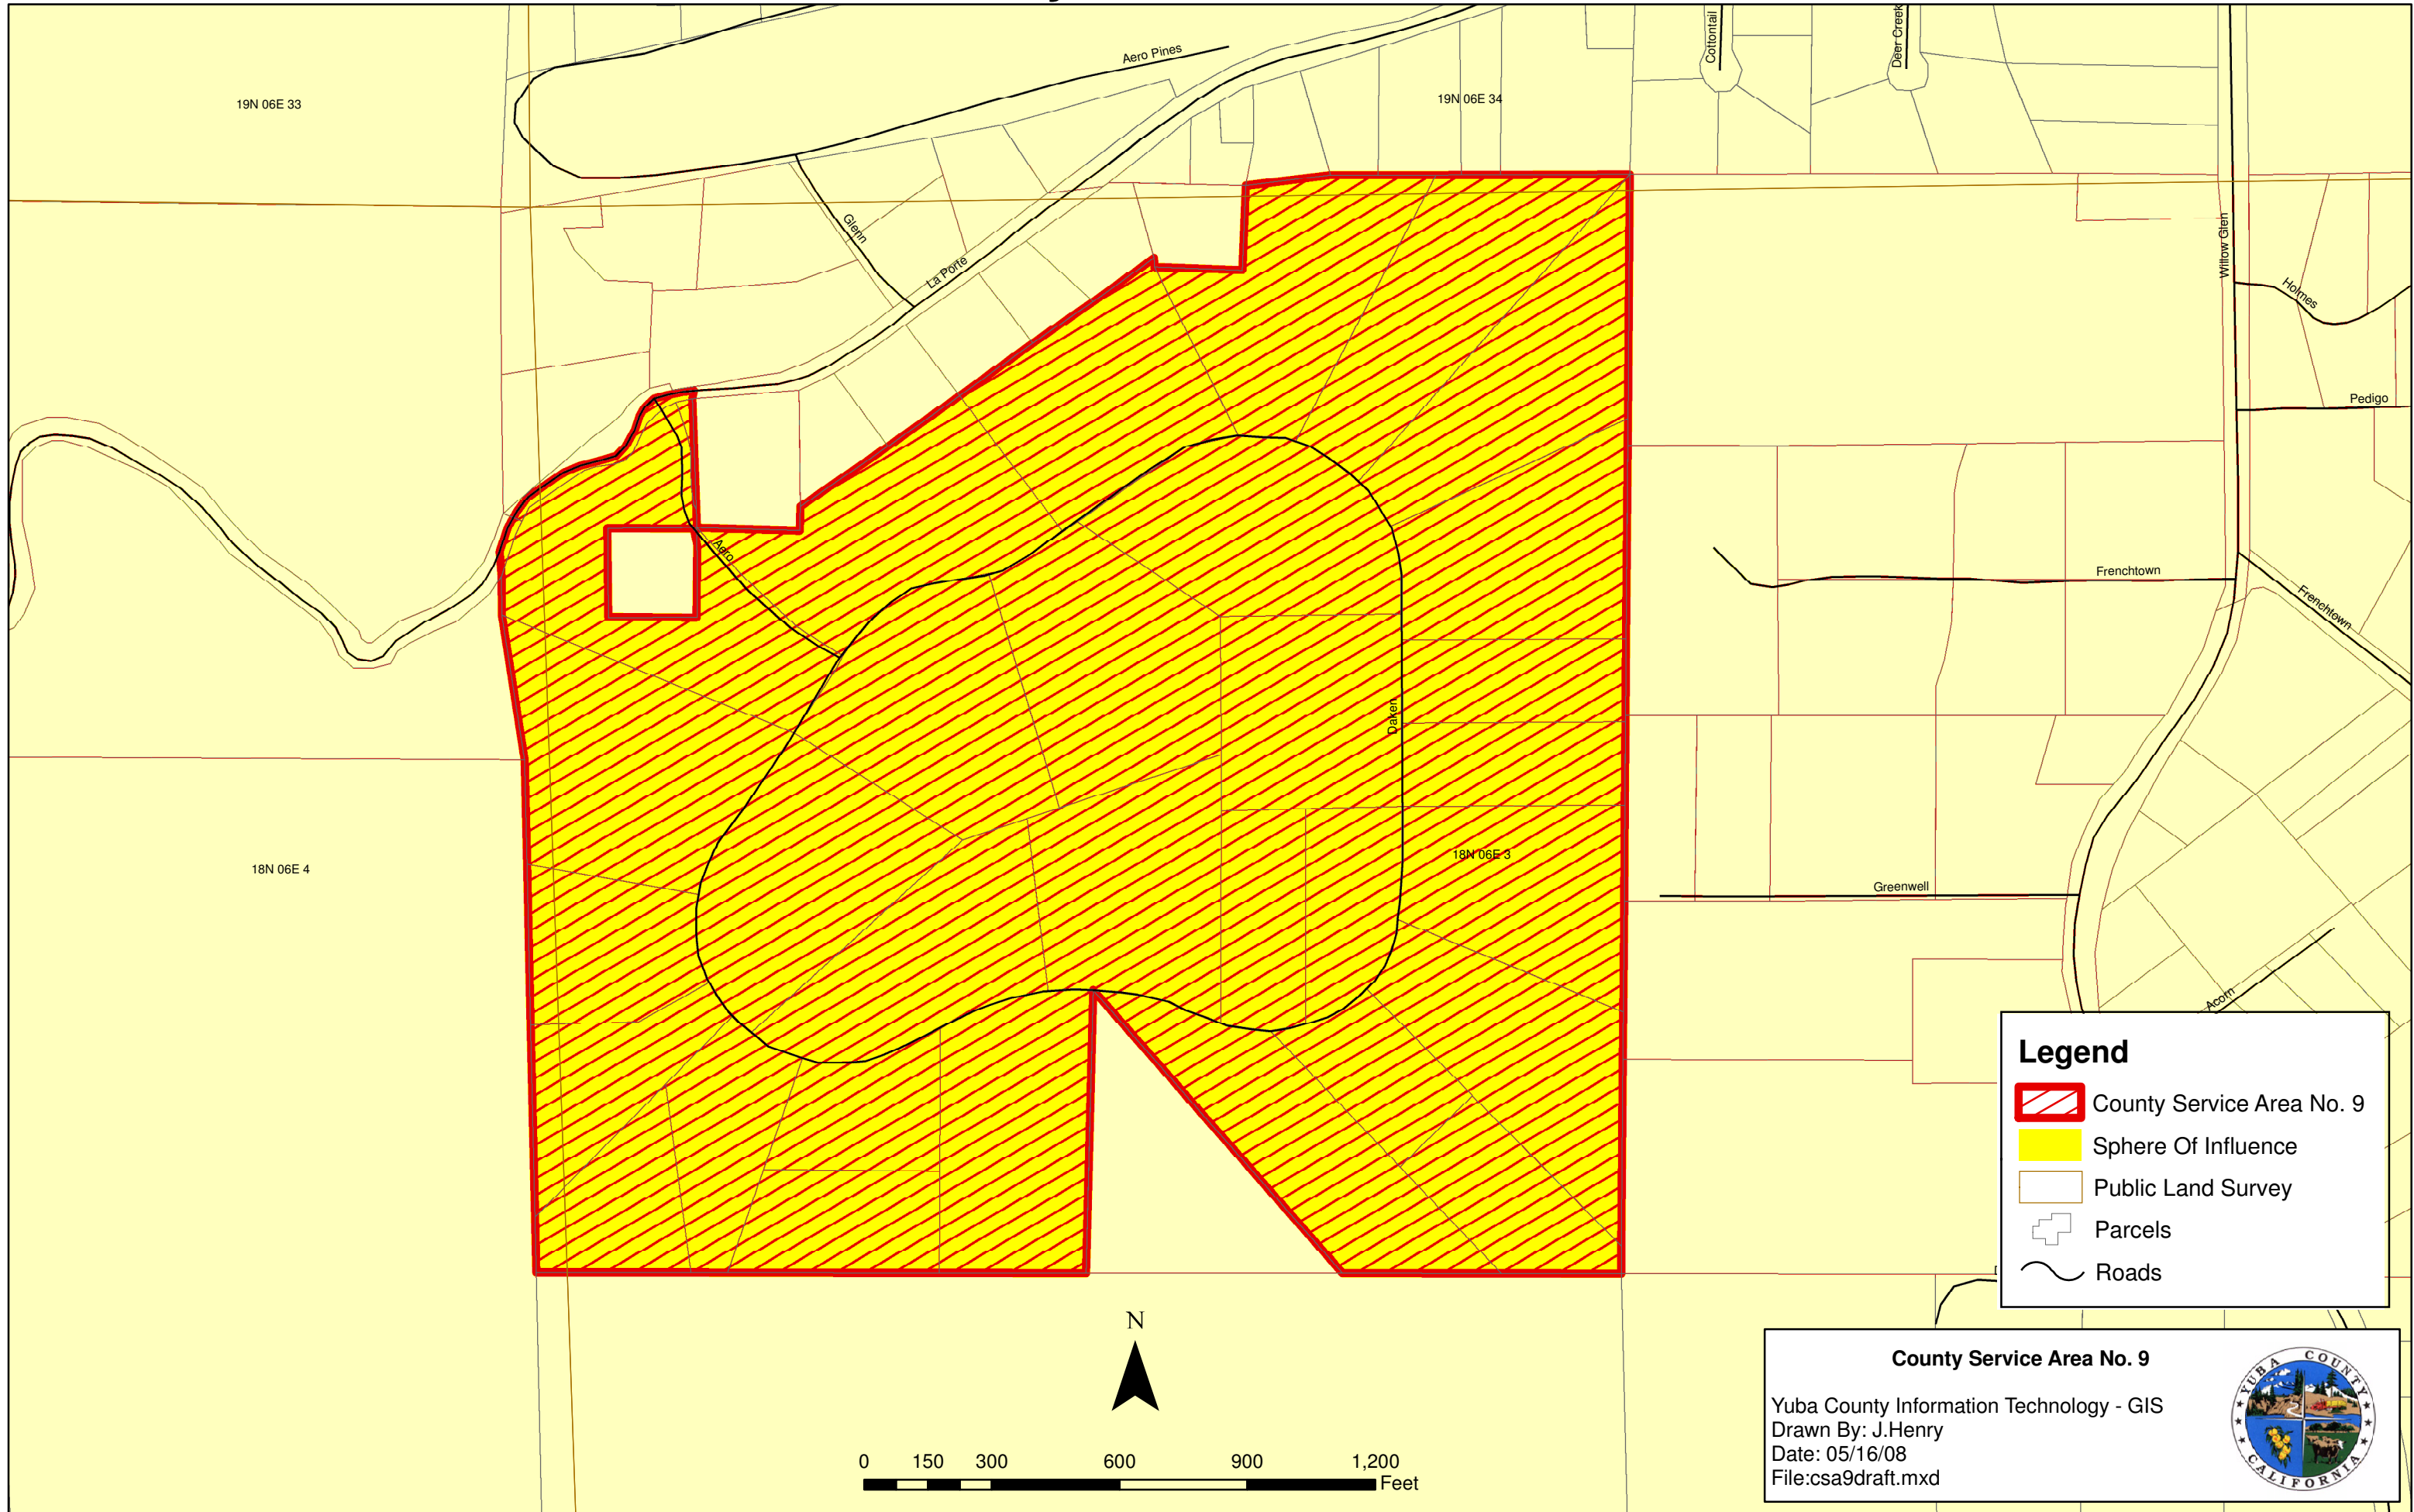 Aero Pines
Cottontail
Deer Creek
19N 06E 33
19N 06E 34
Glenn
La Porte
Willow Glen
Holmes
Pedigo
Aero
Frenchtown
Frenchtown
Daken
18N 06E 4
18N 06E 3
Greenwell
Acorn
Legend
County Service Area No. 9
Sphere Of Influence
Public Land Survey
Parcels
Roads
N
0 150 300 600 900 1,200
Feet
County Service Area No. 9
Yuba County Information Technology - GIS
Drawn By: J.Henry
Date: 05/16/08
File:csa9draft.mxd
YUBA COUNTY
CALIFORNIA